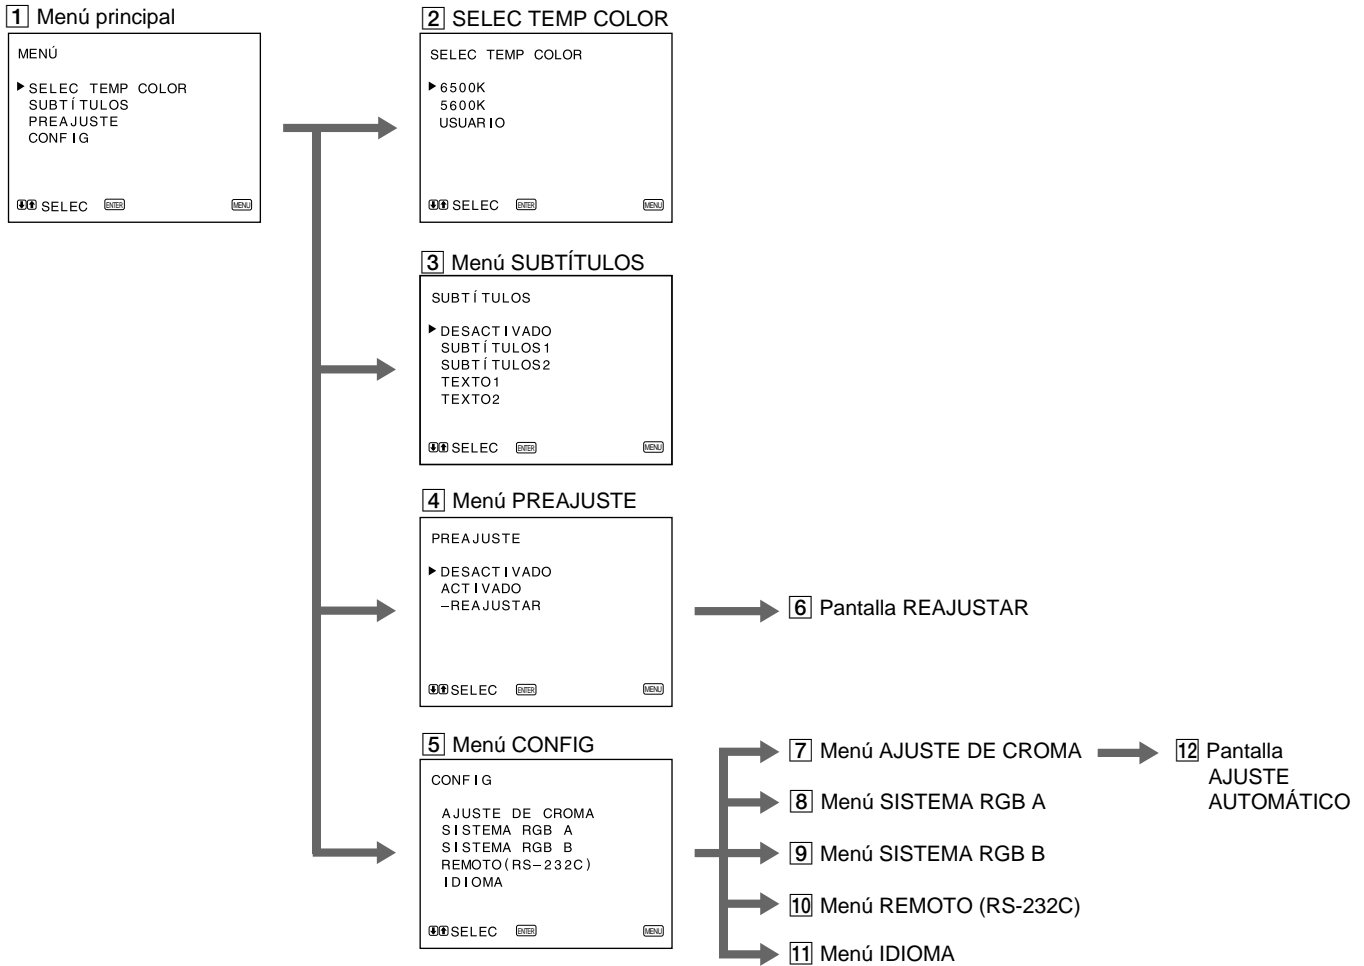 1 Menú principal
MENÚ
SELEC TEMP COLOR
SUBTÍTULOS
PREAJUSTE
CONFIG
SELEC ENTER MENU
2 SELEC TEMP COLOR
SELEC TEMP COLOR
6500K
5600K
USUARIO
SELEC ENTER MENU
3 Menú SUBTÍTULOS
SUBTÍTULOS
DESACTIVADO
SUBTÍTULOS1
SUBTÍTULOS2
TEXTO1
TEXTO2
SELEC ENTER MENU
4 Menú PREAJUSTE
PREAJUSTE
DESACTIVADO
ACTIVADO
–REAJUSTAR
SELEC ENTER MENU
6 Pantalla REAJUSTAR
5 Menú CONFIG
CONFIG
AJUSTE DE CROMA
SISTEMA RGB A
SISTEMA RGB B
REMOTO(RS–232C)
IDIOMA
SELEC ENTER MENU
7 Menú AJUSTE DE CROMA
8 Menú SISTEMA RGB A
9 Menú SISTEMA RGB B
10 Menú REMOTO (RS-232C)
11 Menú IDIOMA
12 Pantalla
AJUSTE
AUTOMÁTICO